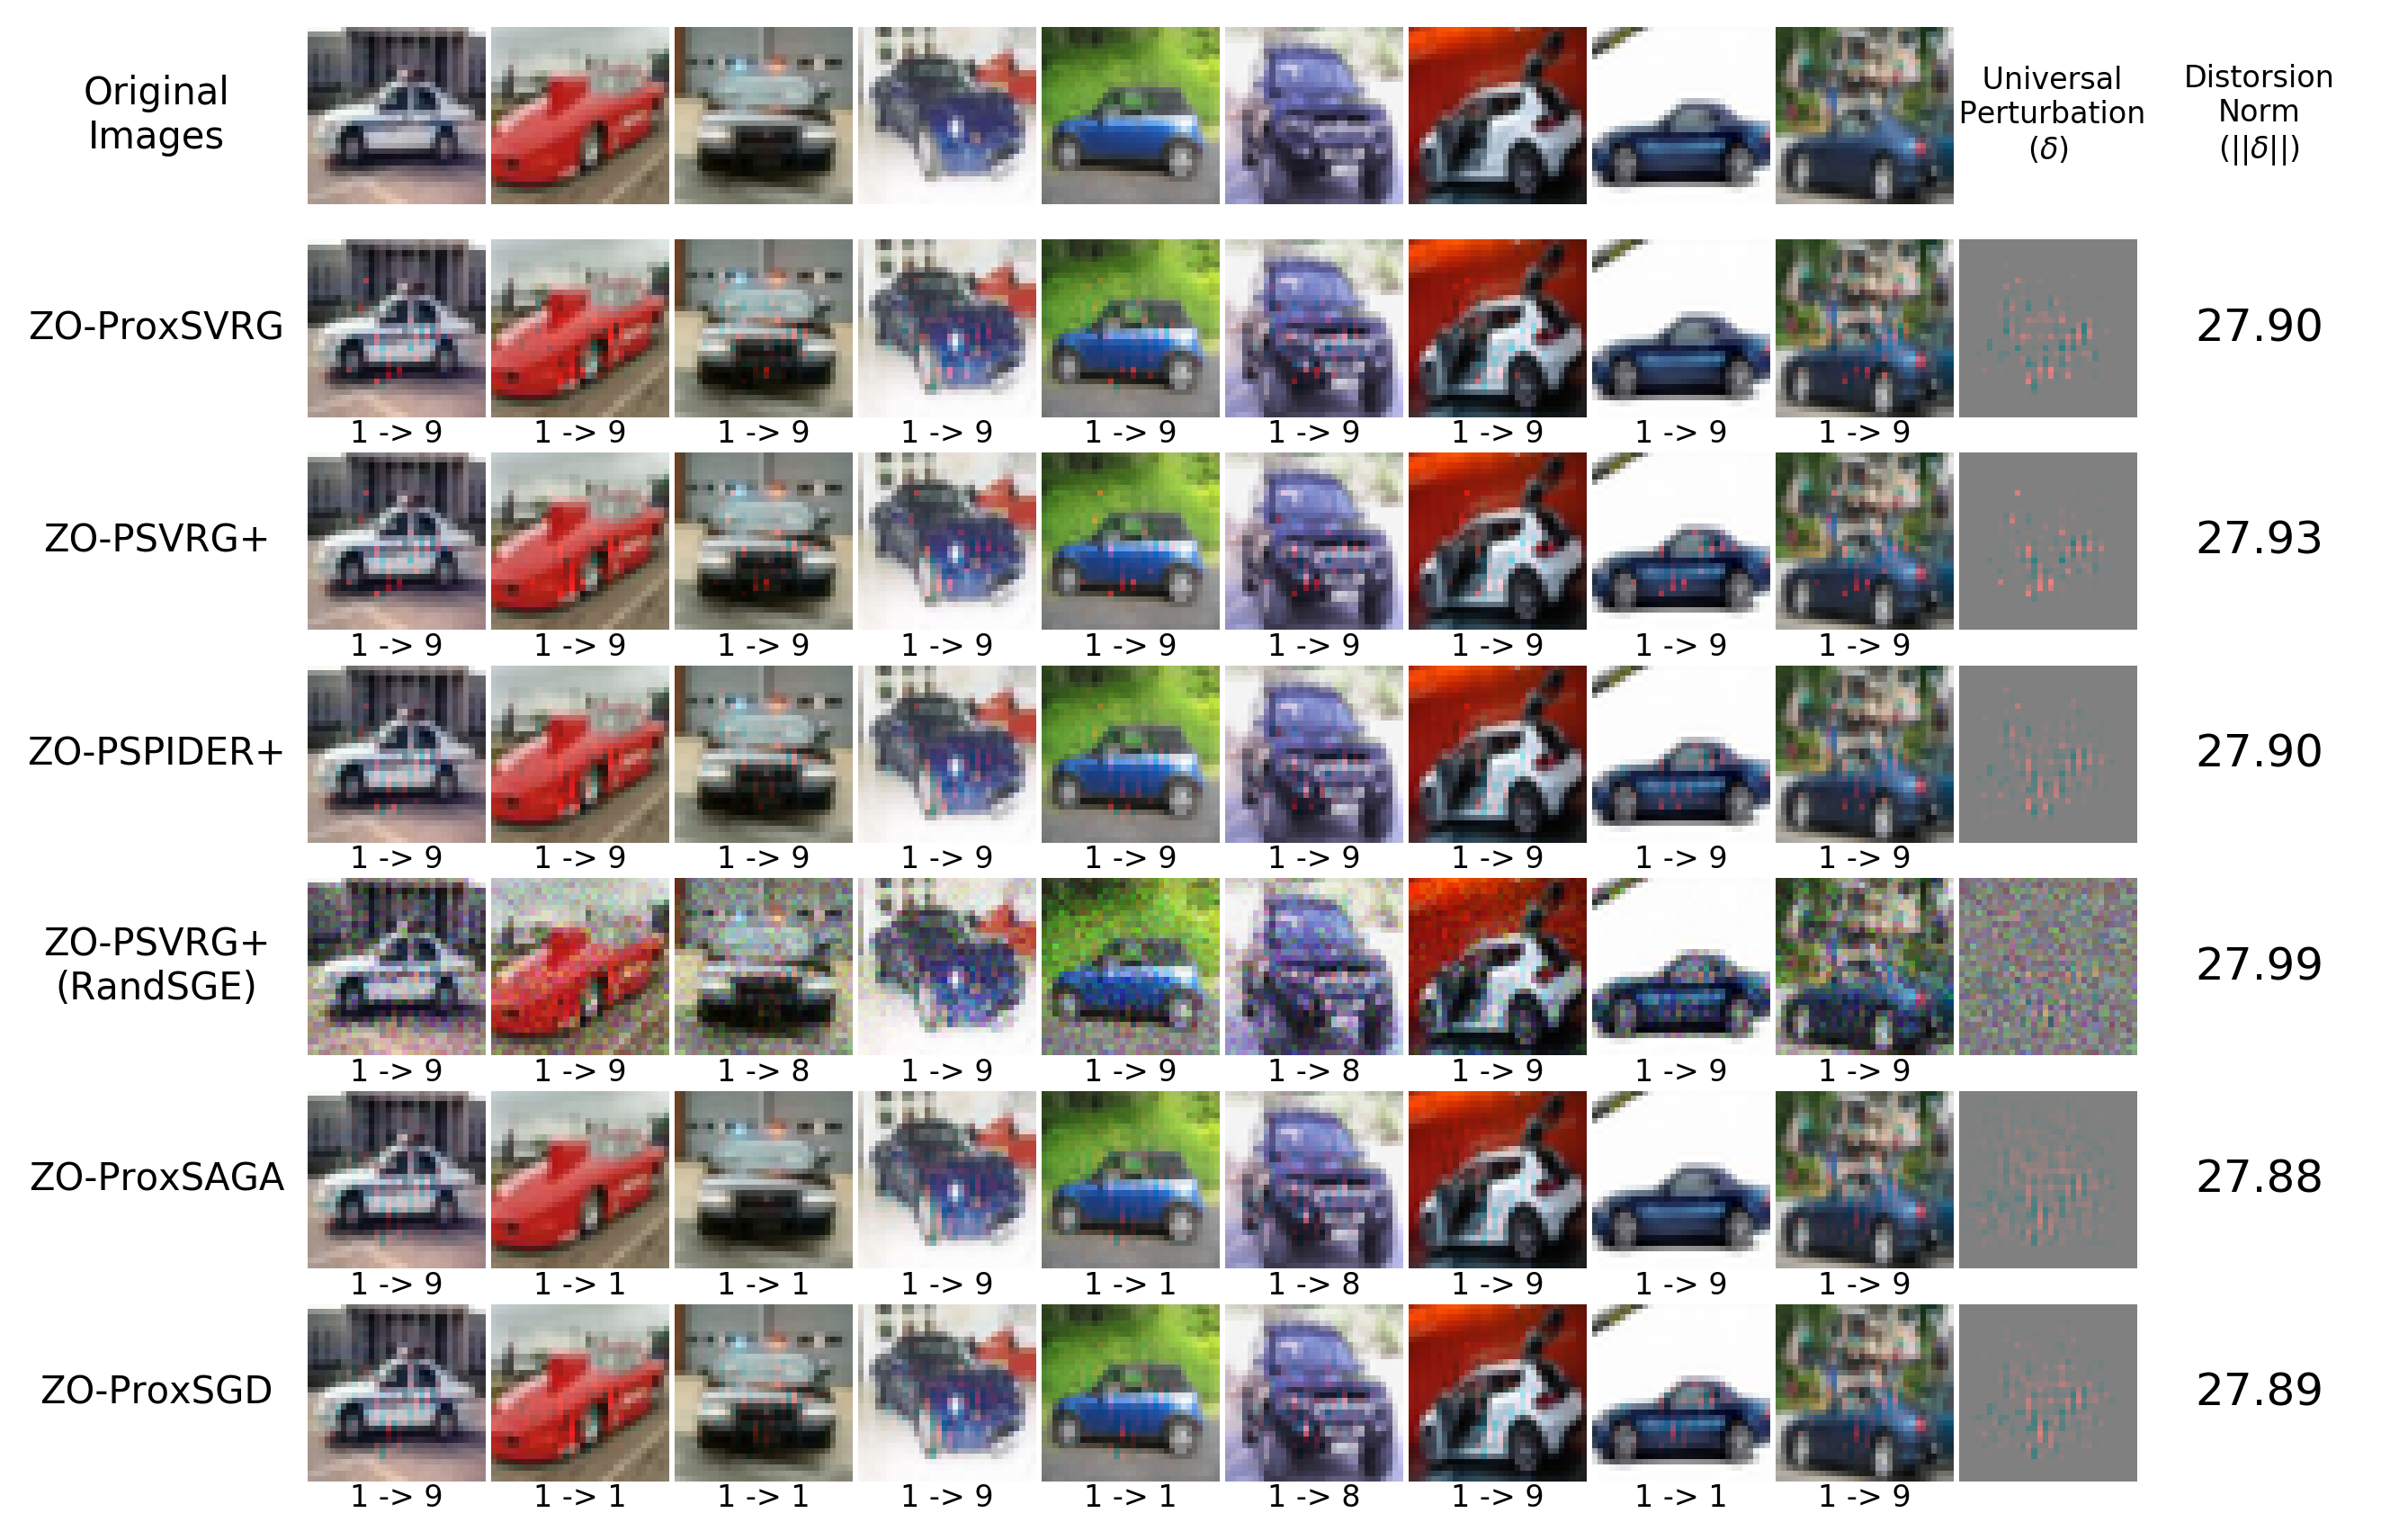 Original
Images
Universal
Perturbation
(δ)
Distorsion
Norm
(||δ||)
ZO-ProxSVRG
27.90
1 -> 9 1 -> 9 1 -> 9 1 -> 9 1 -> 9 1 -> 9 1 -> 9 1 -> 9 1 -> 9
ZO-PSVRG+
27.93
1 -> 9 1 -> 9 1 -> 9 1 -> 9 1 -> 9 1 -> 9 1 -> 9 1 -> 9 1 -> 9
ZO-PSPIDER+
27.90
1 -> 9 1 -> 9 1 -> 9 1 -> 9 1 -> 9 1 -> 9 1 -> 9 1 -> 9 1 -> 9
ZO-PSVRG+
(RandSGE)
27.99
1 -> 9 1 -> 9 1 -> 8 1 -> 9 1 -> 9 1 -> 8 1 -> 9 1 -> 9 1 -> 9
ZO-ProxSAGA
27.88
1 -> 9 1 -> 1 1 -> 1 1 -> 9 1 -> 1 1 -> 8 1 -> 9 1 -> 9 1 -> 9
ZO-ProxSGD
27.89
1 -> 9 1 -> 1 1 -> 1 1 -> 9 1 -> 1 1 -> 8 1 -> 9 1 -> 1 1 -> 9